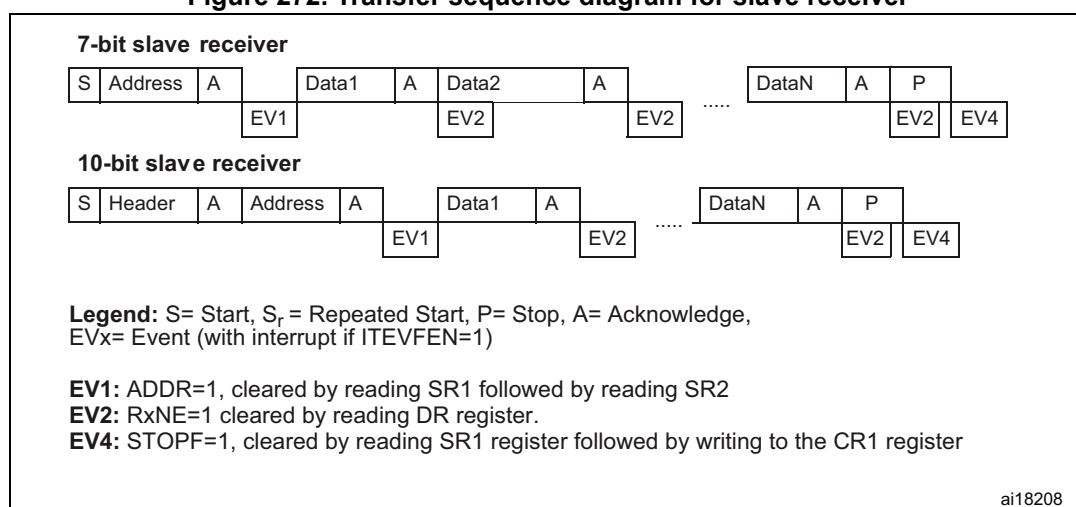 Figure 272. Transfer sequence diagram for slave receiver
7-bit slave receiver
S Address A Data1 A Data2 A ..... DataN A P
EV1 EV2 EV2 EV2 EV4
10-bit slave receiver
S Header A Address A Data1 A ..... DataN A P
EV1 EV2 EV2 EV4
Legend: S= Start, Sr = Repeated Start, P= Stop, A= Acknowledge,
EVx= Event (with interrupt if ITEVFEN=1)
EV1: ADDR=1, cleared by reading SR1 followed by reading SR2
EV2: RxNE=1 cleared by reading DR register.
EV4: STOPF=1, cleared by reading SR1 register followed by writing to the CR1 register
ai18208